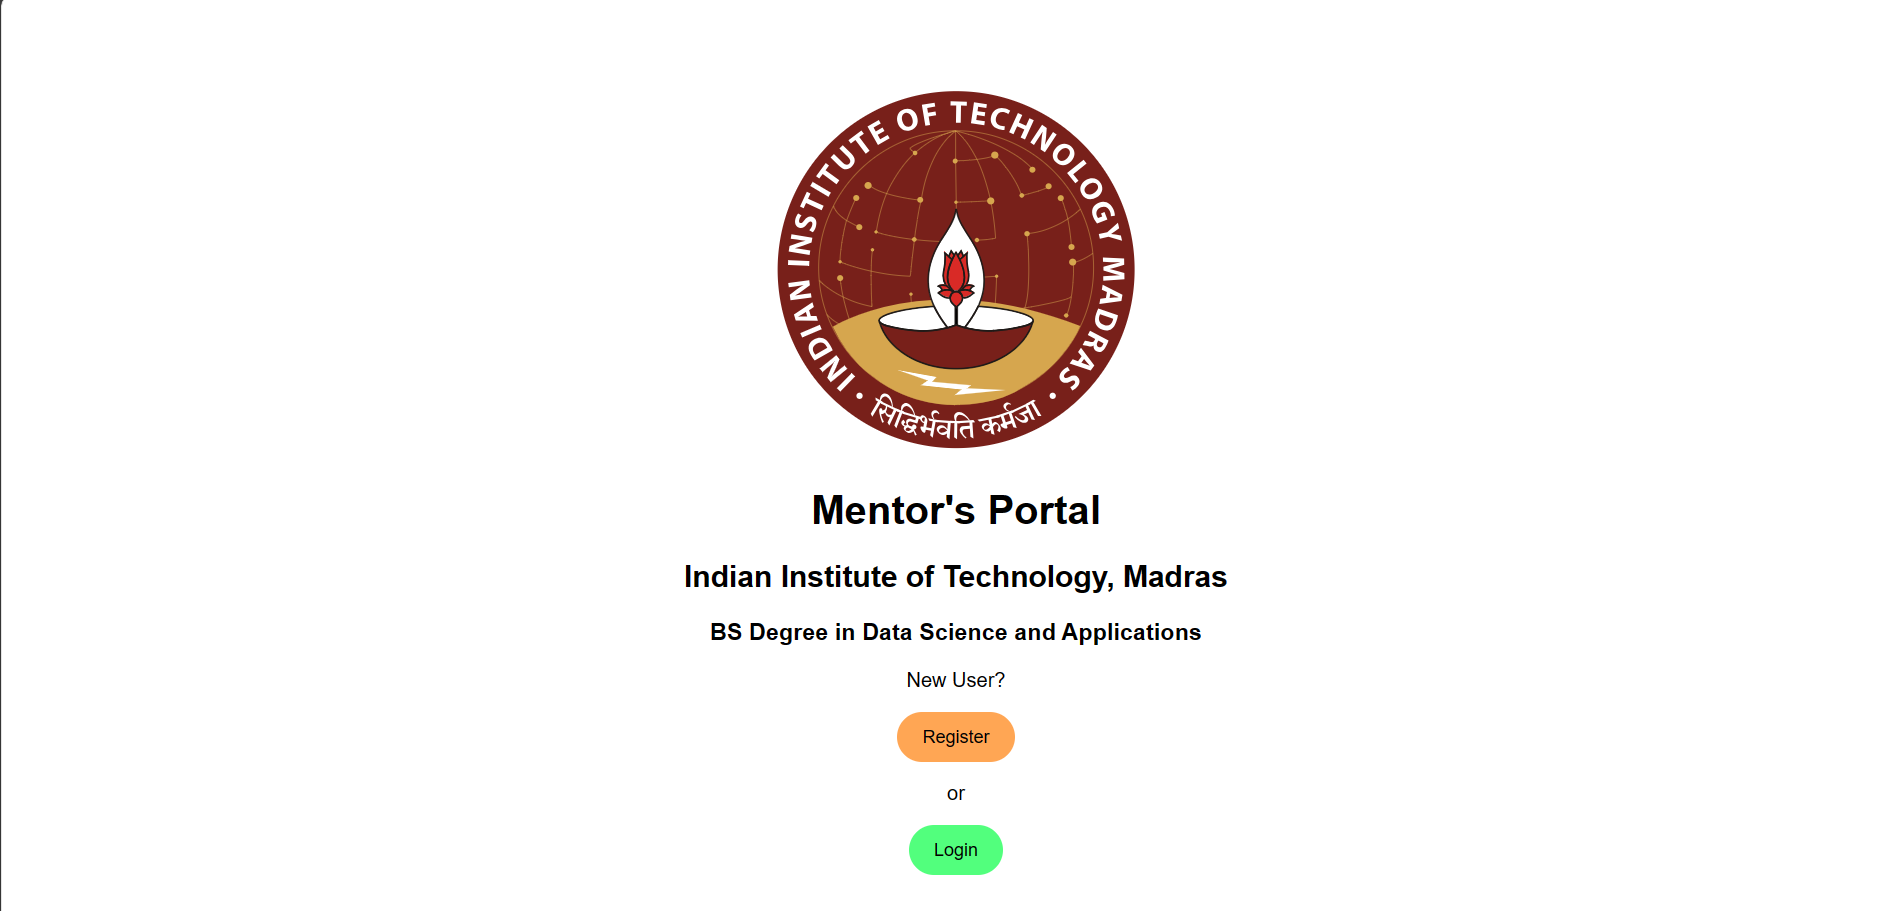 INDIAN INSTITUTE OF TECHNOLOGY MADRAS
सिद्धिर्भवति कर्मजा
Mentor's Portal
Indian Institute of Technology, Madras
BS Degree in Data Science and Applications
New User?
Register
or
Login